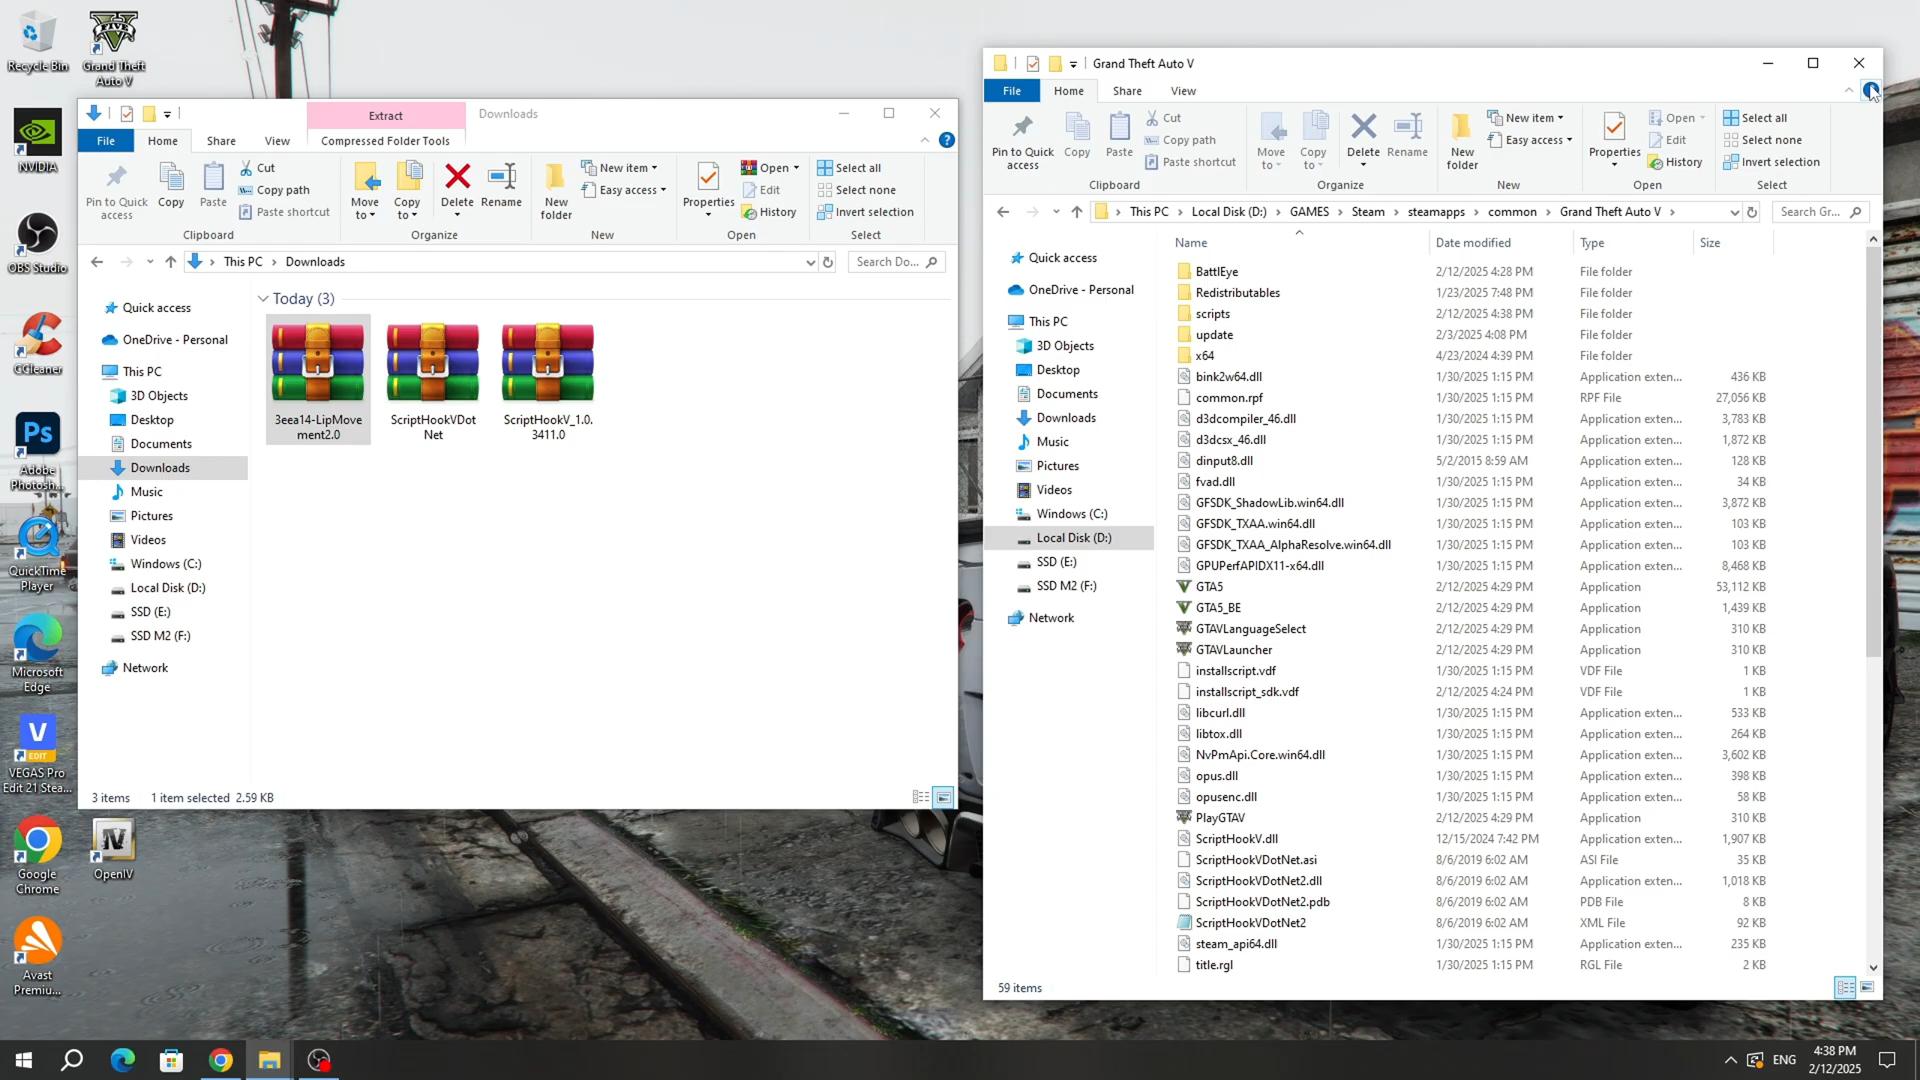 Recycle Bin
Grand Theft
Auto V
NVIDIA
OBS Studio
CCleaner
Ps
Adobe
Photosh...
QuickTime
Player
Microsoft
Edge
V
EDIT
VEGAS Pro
Edit 21 Stea...
Google
Chrome
OpenIV
Avast
Premiu...
Extract
Downloads
File
Home
Share
View
Compressed Folder Tools
Pin to Quick
access
Copy
Paste
Cut
Copy path
Paste shortcut
Clipboard
Move
to
Copy
to
Delete
Rename
Organize
New
folder
New item
Easy access
New
Properties
Open
Edit
History
Open
Select all
Select none
Invert selection
Select
This PC
Downloads
Search Do...
Quick access
OneDrive - Personal
This PC
3D Objects
Desktop
Documents
Downloads
Music
Pictures
Videos
Windows (C:)
Local Disk (D:)
SSD (E:)
SSD M2 (F:)
Network
Today (3)
3eea14-LipMove
ment2.0
ScriptHookVDot
Net
ScriptHookV_1.0.
3411.0
3 items
1 item selected 2.59 KB
Grand Theft Auto V
File
Home
Share
View
Pin to Quick
access
Copy
Paste
Cut
Copy path
Paste shortcut
Clipboard
Move
to
Copy
to
Delete
Rename
Organize
New
folder
New item
Easy access
New
Properties
Open
Edit
History
Open
Select all
Select none
Invert selection
Select
This PC
Local Disk (D:)
GAMES
Steam
steamapps
common
Grand Theft Auto V
Search Gr...
Quick access
OneDrive - Personal
This PC
3D Objects
Desktop
Documents
Downloads
Music
Pictures
Videos
Windows (C:)
Local Disk (D:)
SSD (E:)
SSD M2 (F:)
Network
Name Date modified Type Size
BattlEye 2/12/2025 4:28 PM File folder
Redistributables 1/23/2025 7:48 PM File folder
scripts 2/12/2025 4:38 PM File folder
update 2/3/2025 4:08 PM File folder
x64 4/23/2024 4:39 PM File folder
bink2w64.dll 1/30/2025 1:15 PM Application exten... 436 KB
common.rpf 1/30/2025 1:15 PM RPF File 27,056 KB
d3dcompiler_46.dll 1/30/2025 1:15 PM Application exten... 3,783 KB
d3dcsx_46.dll 1/30/2025 1:15 PM Application exten... 1,872 KB
dinput8.dll 5/2/2015 8:59 AM Application exten... 128 KB
fvad.dll 1/30/2025 1:15 PM Application exten... 34 KB
GFSDK_ShadowLib.win64.dll 1/30/2025 1:15 PM Application exten... 3,872 KB
GFSDK_TXAA.win64.dll 1/30/2025 1:15 PM Application exten... 103 KB
GFSDK_TXAA_AlphaResolve.win64.dll 1/30/2025 1:15 PM Application exten... 103 KB
GPUPerfAPIDX11-x64.dll 1/30/2025 1:15 PM Application exten... 8,468 KB
GTA5 2/12/2025 4:29 PM Application 53,112 KB
GTA5_BE 2/12/2025 4:29 PM Application 1,439 KB
GTAVLanguageSelect 2/12/2025 4:29 PM Application 310 KB
GTAVLauncher 2/12/2025 4:29 PM Application 310 KB
installscript.vdf 1/30/2025 1:15 PM VDF File 1 KB
installscript_sdk.vdf 2/12/2025 4:24 PM VDF File 1 KB
libcurl.dll 1/30/2025 1:15 PM Application exten... 533 KB
libtox.dll 1/30/2025 1:15 PM Application exten... 264 KB
NvPmApi.Core.win64.dll 1/30/2025 1:15 PM Application exten... 3,602 KB
opus.dll 1/30/2025 1:15 PM Application exten... 398 KB
opusenc.dll 1/30/2025 1:15 PM Application exten... 58 KB
PlayGTAV 2/12/2025 4:29 PM Application 310 KB
ScriptHookV.dll 12/15/2024 7:42 PM Application exten... 1,907 KB
ScriptHookVDotNet.asi 8/6/2019 6:02 AM ASI File 35 KB
ScriptHookVDotNet2.dll 8/6/2019 6:02 AM Application exten... 1,018 KB
ScriptHookVDotNet2.pdb 8/6/2019 6:02 AM PDB File 8 KB
ScriptHookVDotNet2 8/6/2019 6:02 AM XML File 92 KB
steam_api64.dll 1/30/2025 1:15 PM Application exten... 235 KB
title.rgl 1/30/2025 1:15 PM RGL File 2 KB
59 items
ENG
4:38 PM
2/12/2025